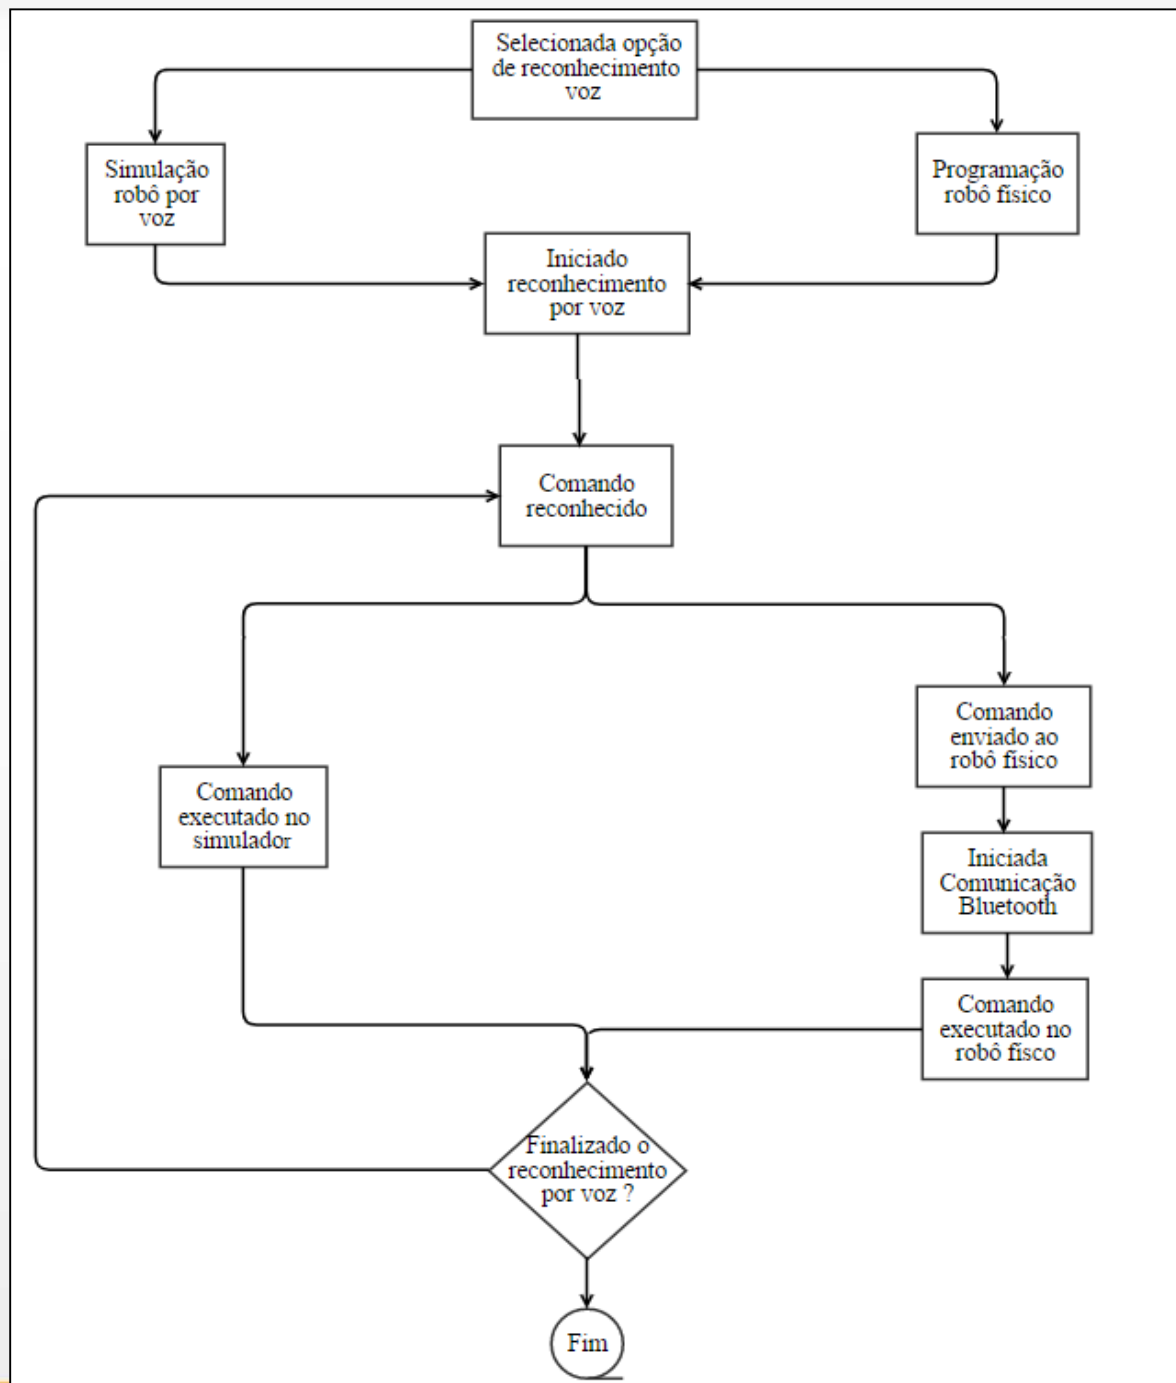 Selecionada opção
de reconhecimento
voz
Simulação
robô por
voz
Programação
robô físico
Iniciado
reconhecimento
por voz
Comando
reconhecido
Comando
enviado ao
robô físico
Comando
executado no
simulador
Iniciada
Comunicação
Bluetooth
Comando
executado no
robô físco
Finalizado o
reconhecimento
por voz ?
Fim